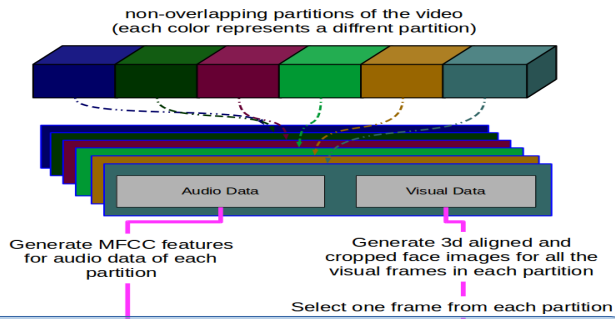 non-overlapping partitions of the video
(each color represents a diffrent partition)
Audio Data
Visual Data
Generate MFCC features
for audio data of each
partition
Generate 3d aligned and
cropped face images for all the
visual frames in each partition
Select one frame from each partition